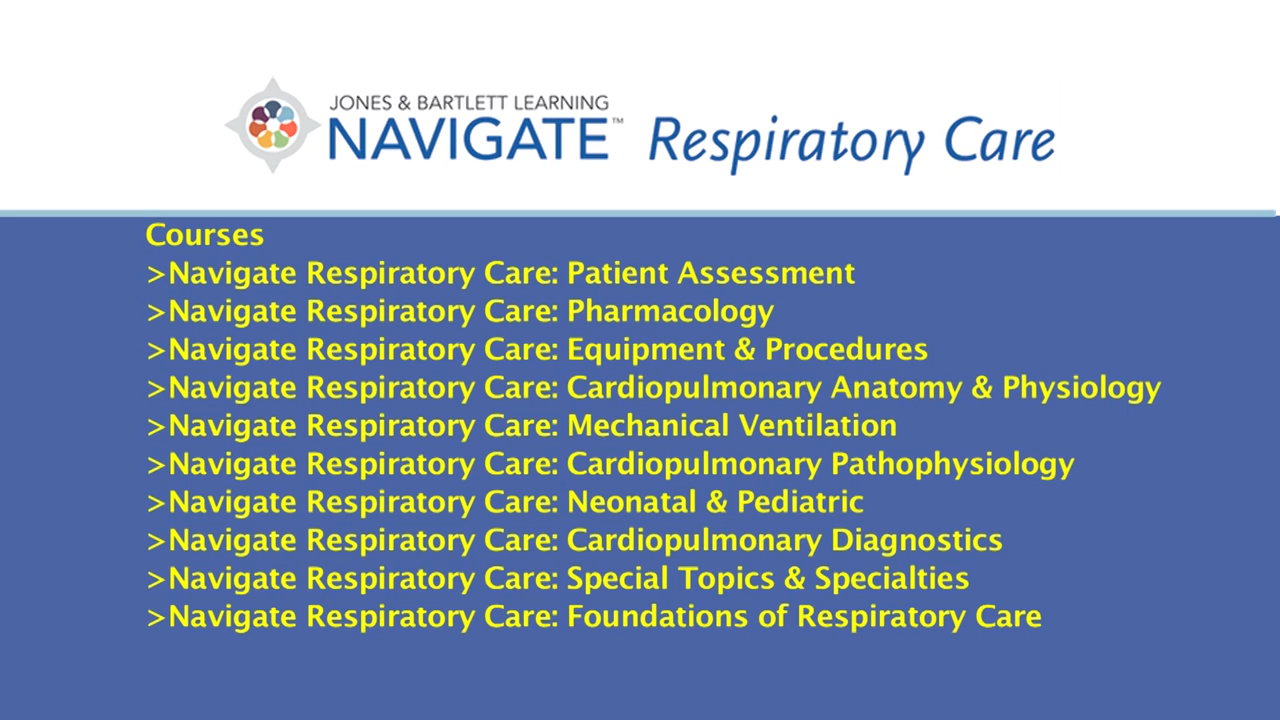 JONES & BARTLETT LEARNING
NAVIGATE™ Respiratory Care
Courses
>Navigate Respiratory Care: Patient Assessment
>Navigate Respiratory Care: Pharmacology
>Navigate Respiratory Care: Equipment & Procedures
>Navigate Respiratory Care: Cardiopulmonary Anatomy & Physiology
>Navigate Respiratory Care: Mechanical Ventilation
>Navigate Respiratory Care: Cardiopulmonary Pathophysiology
>Navigate Respiratory Care: Neonatal & Pediatric
>Navigate Respiratory Care: Cardiopulmonary Diagnostics
>Navigate Respiratory Care: Special Topics & Specialties
>Navigate Respiratory Care: Foundations of Respiratory Care